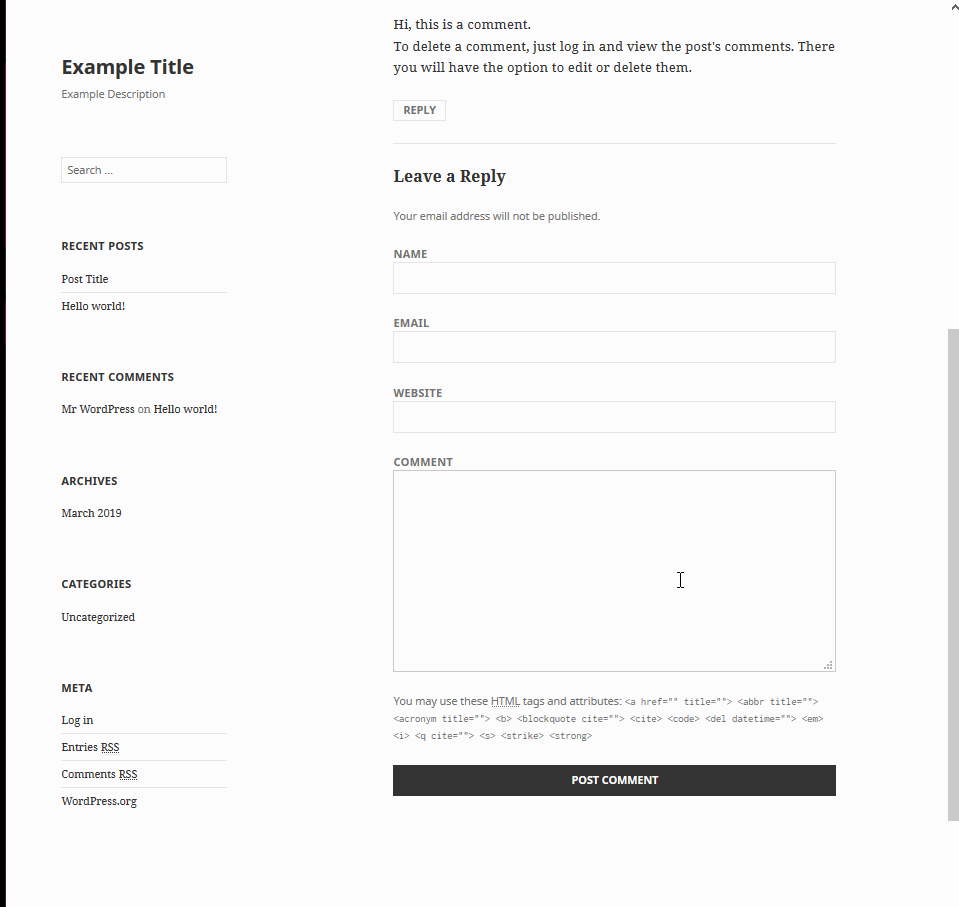 Example Title
Example Description
Search ...
RECENT POSTS
Post Title
Hello world!
RECENT COMMENTS
Mr WordPress on Hello world!
ARCHIVES
March 2019
CATEGORIES
Uncategorized
META
Log in
Entries RSS
Comments RSS
WordPress.org
Hi, this is a comment.
To delete a comment, just log in and view the post's comments. There
you will have the option to edit or delete them.
REPLY
Leave a Reply
Your email address will not be published.
NAME
EMAIL
WEBSITE
COMMENT
You may use these HTML tags and attributes: <a href="" title=""> <abbr title="">
<acronym title=""> <b> <blockquote cite=""> <cite> <code> <del datetime=""> <em>
<i> <q cite=""> <s> <strike> <strong>
POST COMMENT